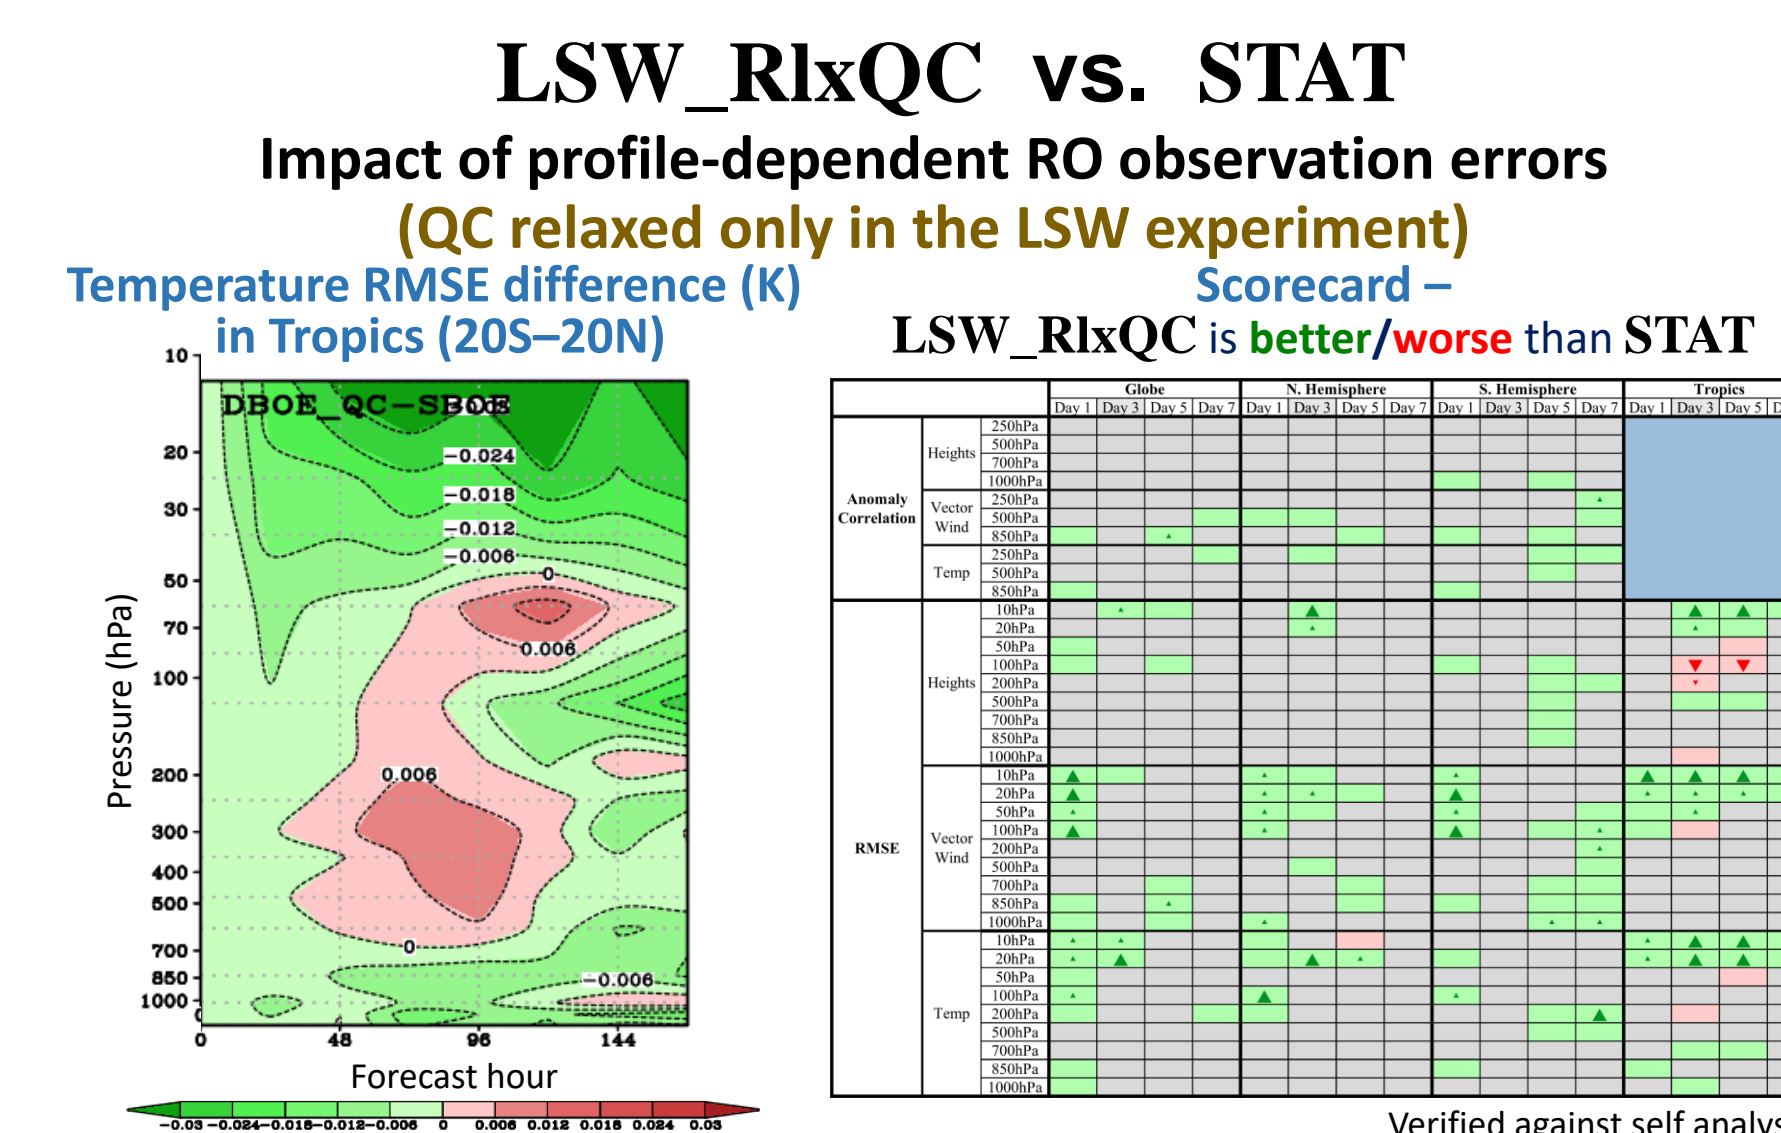 LSW_RlxQC vs. STAT
Impact of profile-dependent RO observation errors
(QC relaxed only in the LSW experiment)
Temperature RMSE difference (K)
in Tropics (20S–20N)
10
20
30
50
70
100
200
300
400
500
700
850
1000
Pressure (hPa)
DBOE_QC-SBOE
-0.024
-0.018
-0.012
-0.006
0
0.006
0.006
0
-0.006
0 48 96 144
Forecast hour
-0.03 -0.024 -0.018 -0.012 -0.006 0 0.006 0.012 0.018 0.024 0.03
Scorecard –
LSW_RlxQC is better/worse than STAT
Globe N. Hemisphere S. Hemisphere Tropics
Day 1 Day 3 Day 5 Day 7 Day 1 Day 3 Day 5 Day 7 Day 1 Day 3 Day 5 Day 7 Day 1 Day 3 Day 5
Anomaly
Correlation
Heights
250hPa
500hPa
700hPa
1000hPa
Vector
Wind
250hPa
500hPa
850hPa
Temp
250hPa
500hPa
850hPa
RMSE
Heights
10hPa
20hPa
50hPa
100hPa
200hPa
500hPa
700hPa
850hPa
1000hPa
Vector
Wind
10hPa
20hPa
50hPa
100hPa
200hPa
500hPa
700hPa
850hPa
1000hPa
Temp
10hPa
20hPa
50hPa
100hPa
200hPa
500hPa
700hPa
850hPa
1000hPa
Verified against self analys